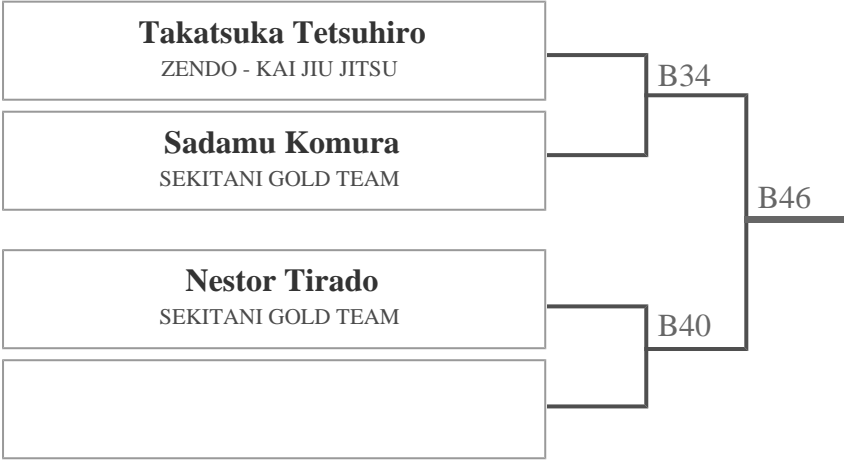 Takatsuka Tetsuhiro
ZENDO - KAI JIU JITSU
B34
Sadamu Komura
SEKITANI GOLD TEAM
B46
Nestor Tirado
SEKITANI GOLD TEAM
B40